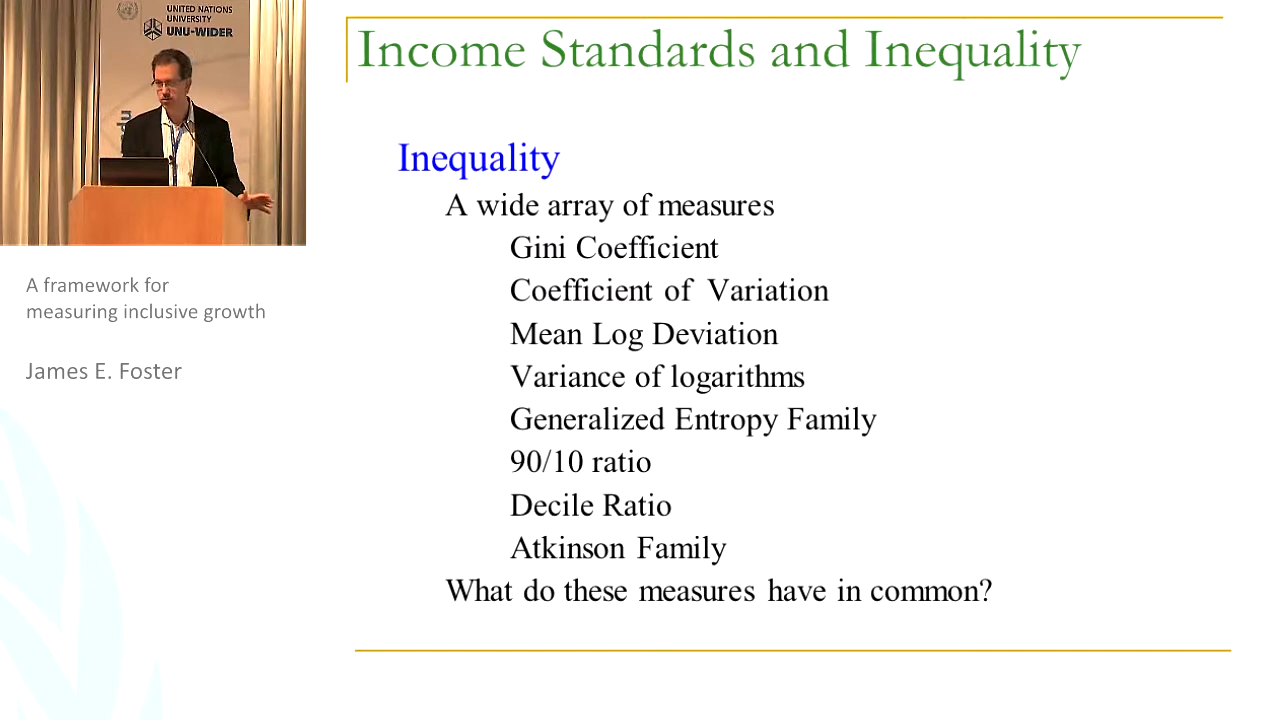 UNITED NATIONS
UNIVERSITY
UNU-WIDER
A framework for
measuring inclusive growth
James E. Foster
Income Standards and Inequality
Inequality
A wide array of measures
Gini Coefficient
Coefficient of Variation
Mean Log Deviation
Variance of logarithms
Generalized Entropy Family
90/10 ratio
Decile Ratio
Atkinson Family
What do these measures have in common?